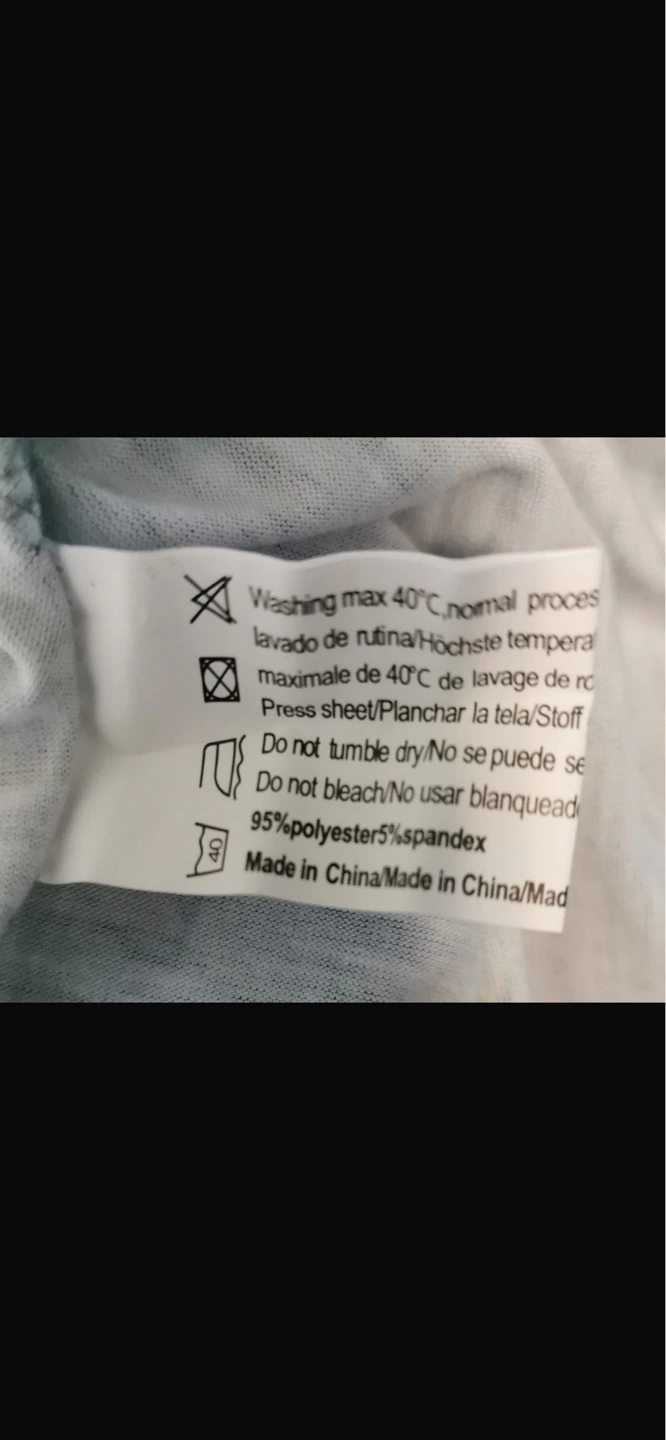 Washing max 40°C,normal proces
lavado de rutina/Höchste tempera
maximale de 40°C de lavage de ro
Press sheet/Planchar la tela/Stoff
Do not tumble dry/No se puede se
Do not bleach/No usar blanquead
95%polyester5%spandex
40
Made in China/Made in China/Mad